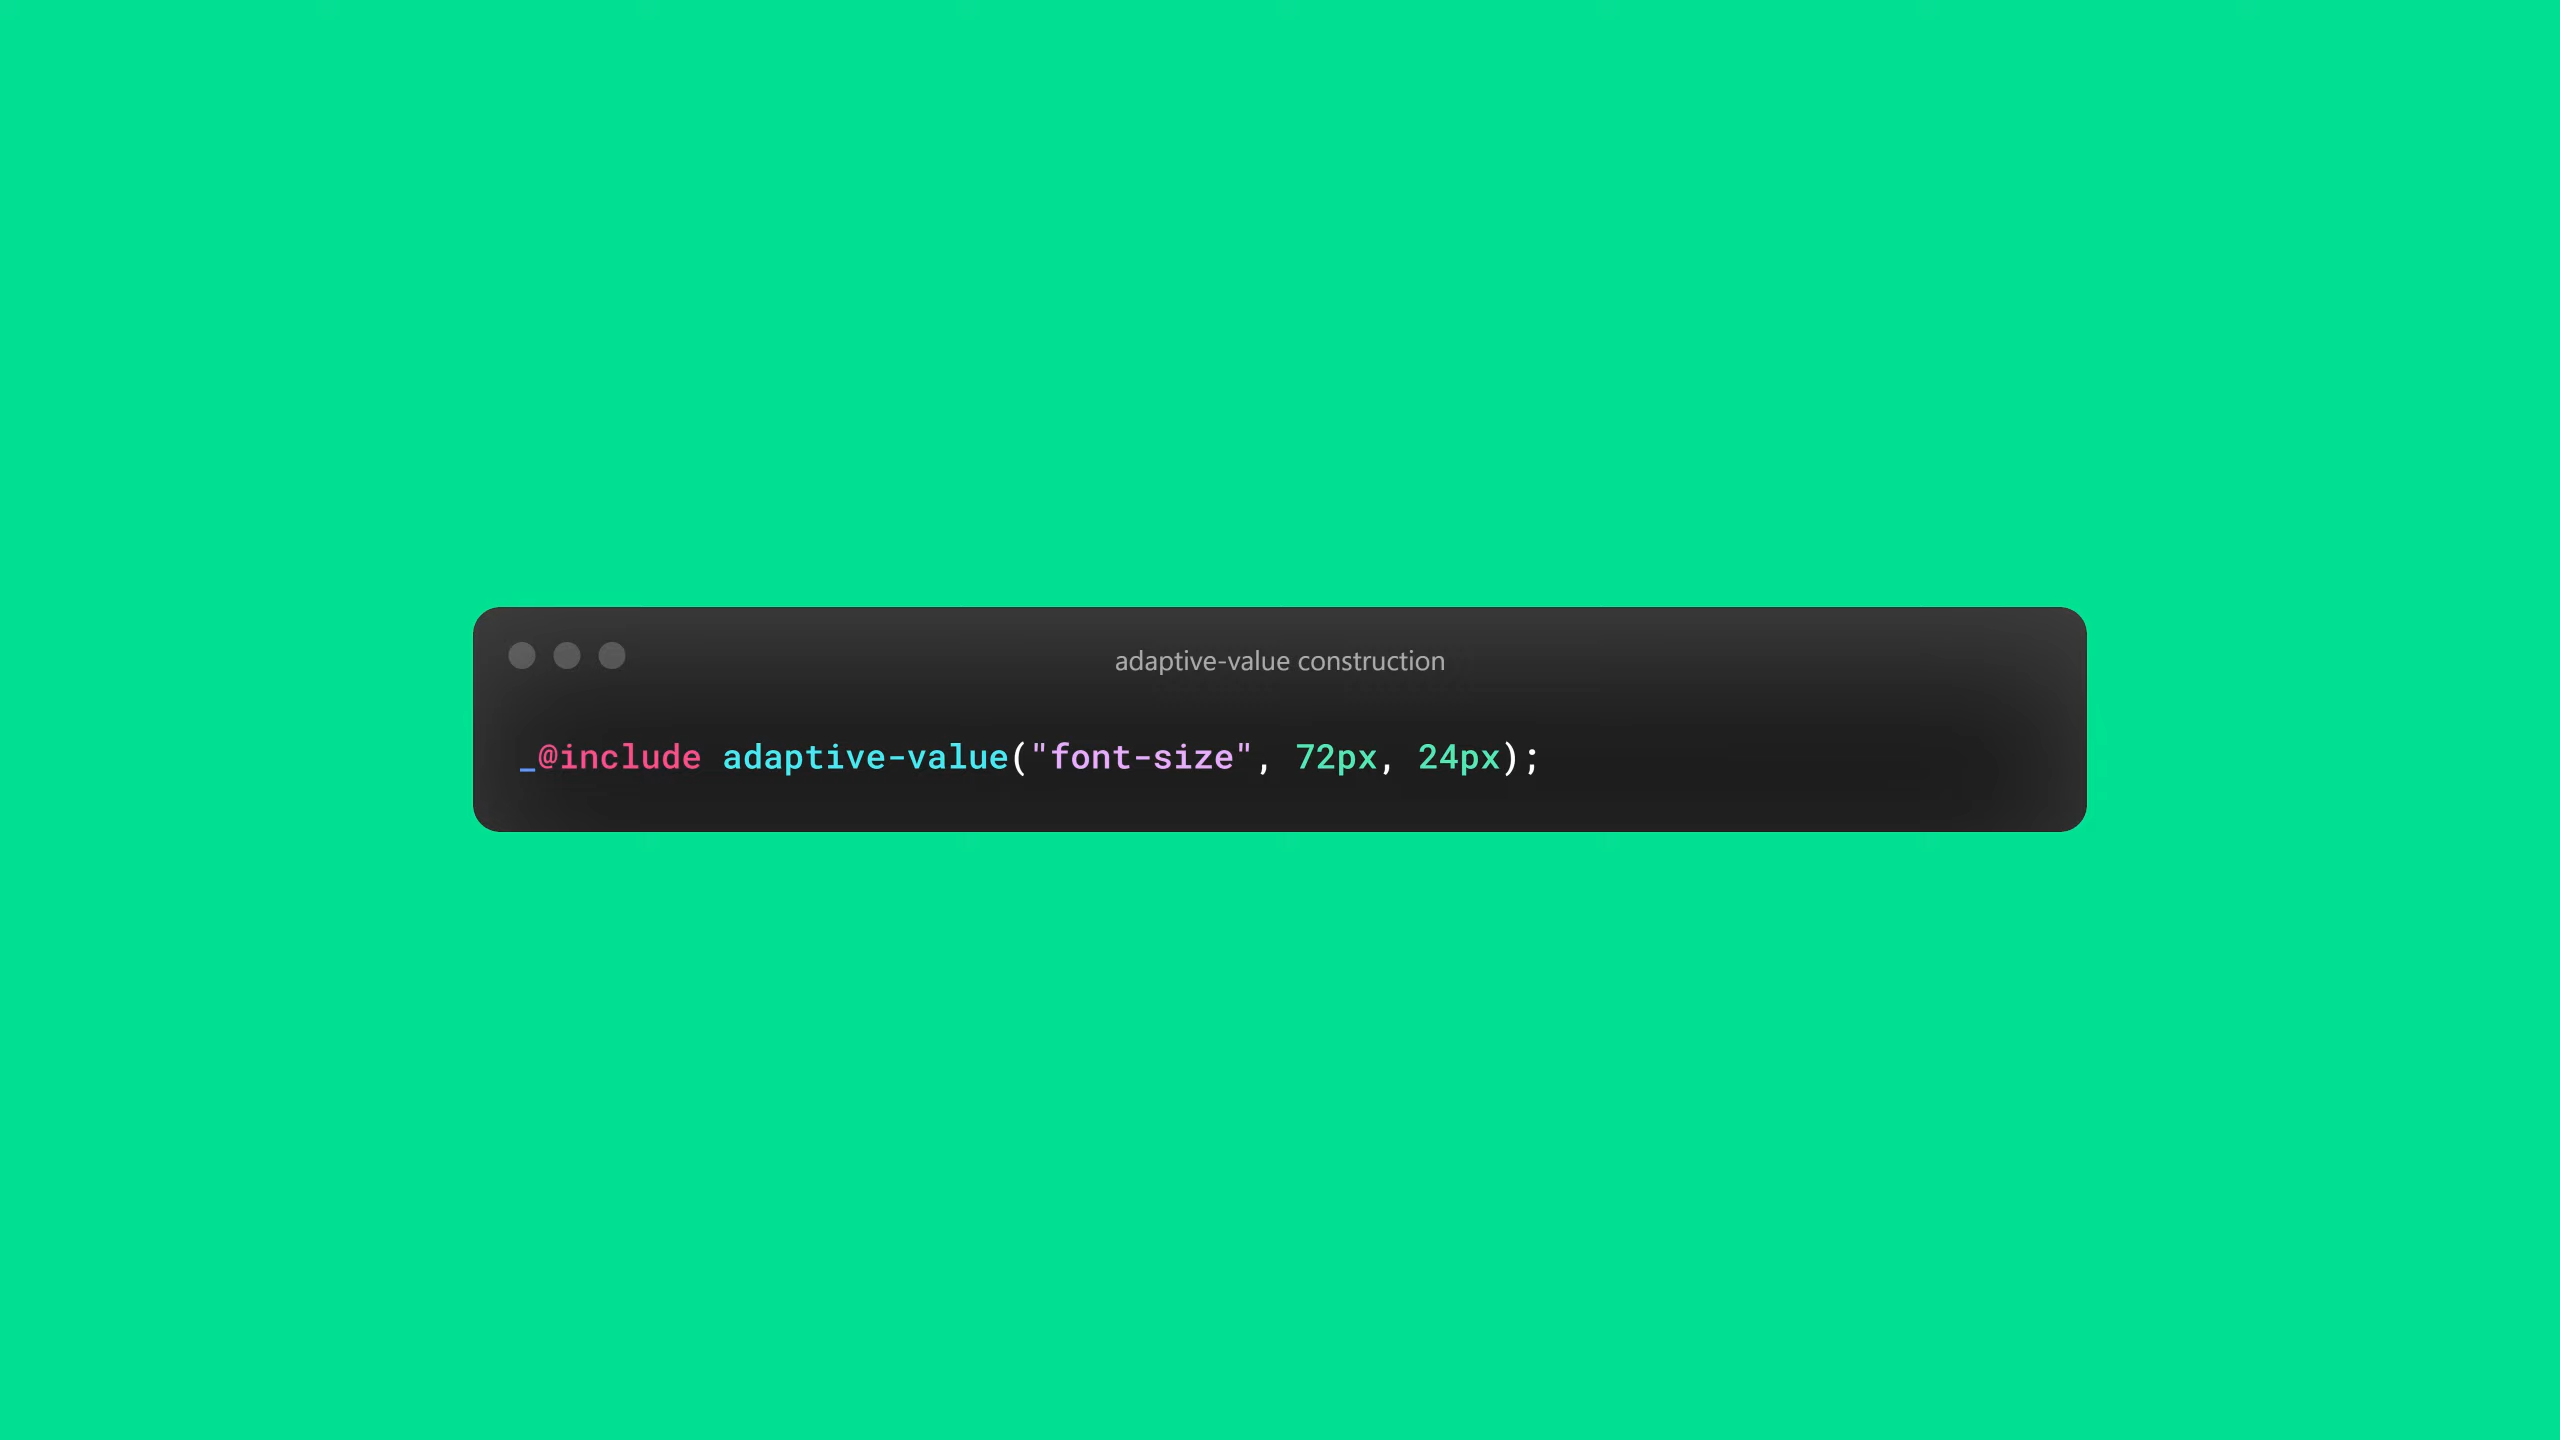 adaptive-value construction
_@include adaptive-value("font-size", 72px, 24px);